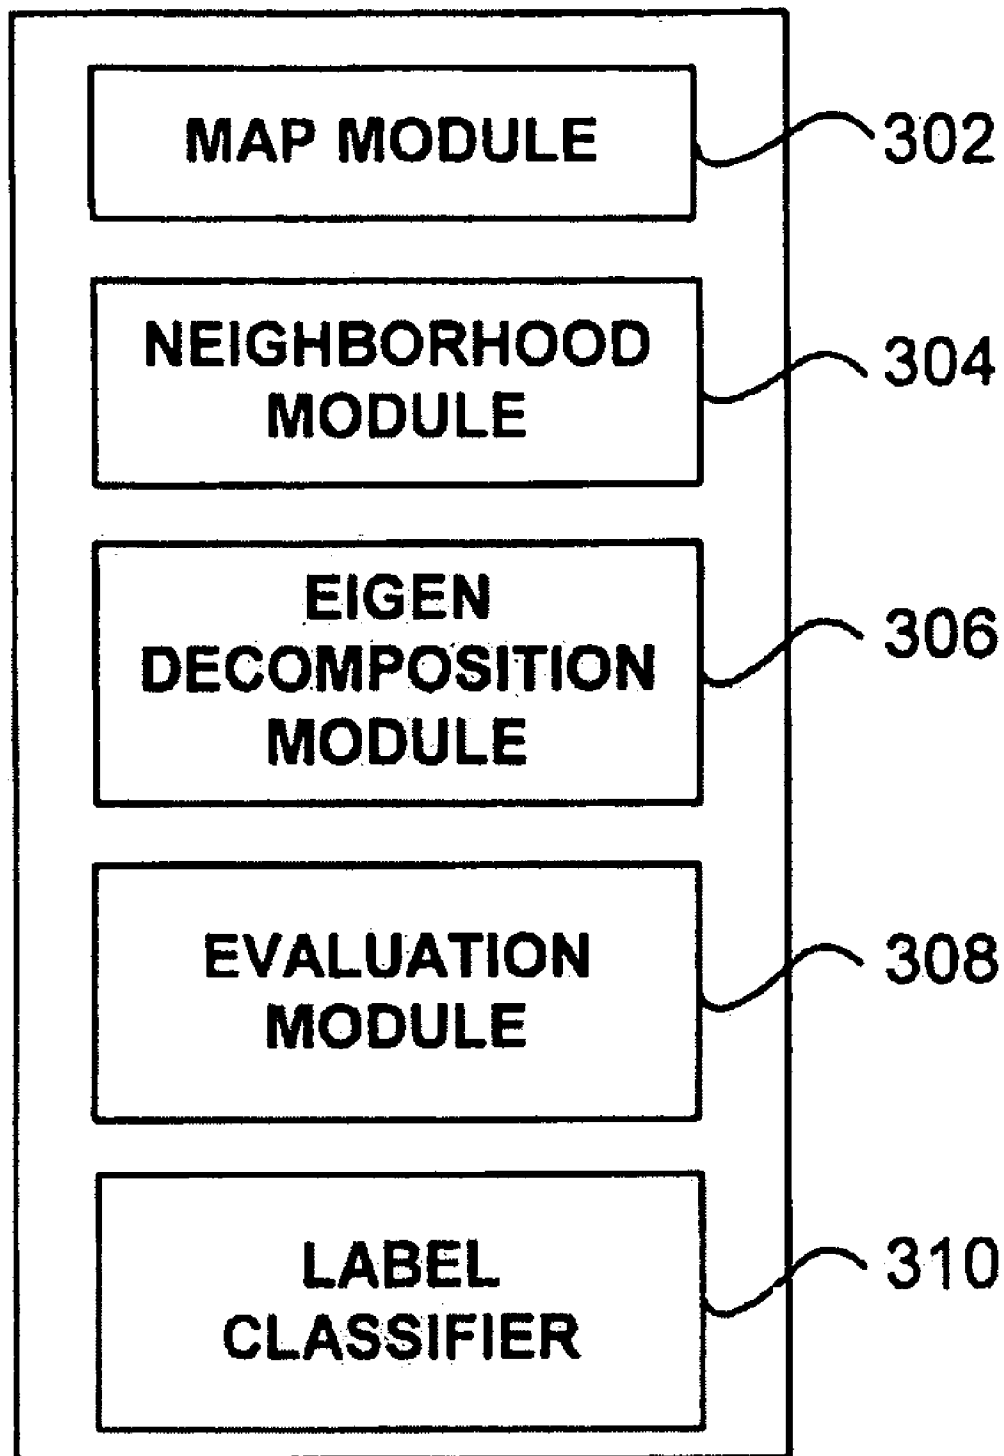 MAP MODULE
302
NEIGHBORHOOD
MODULE
304
EIGEN
DECOMPOSITION
MODULE
306
EVALUATION
MODULE
308
LABEL
CLASSIFIER
310